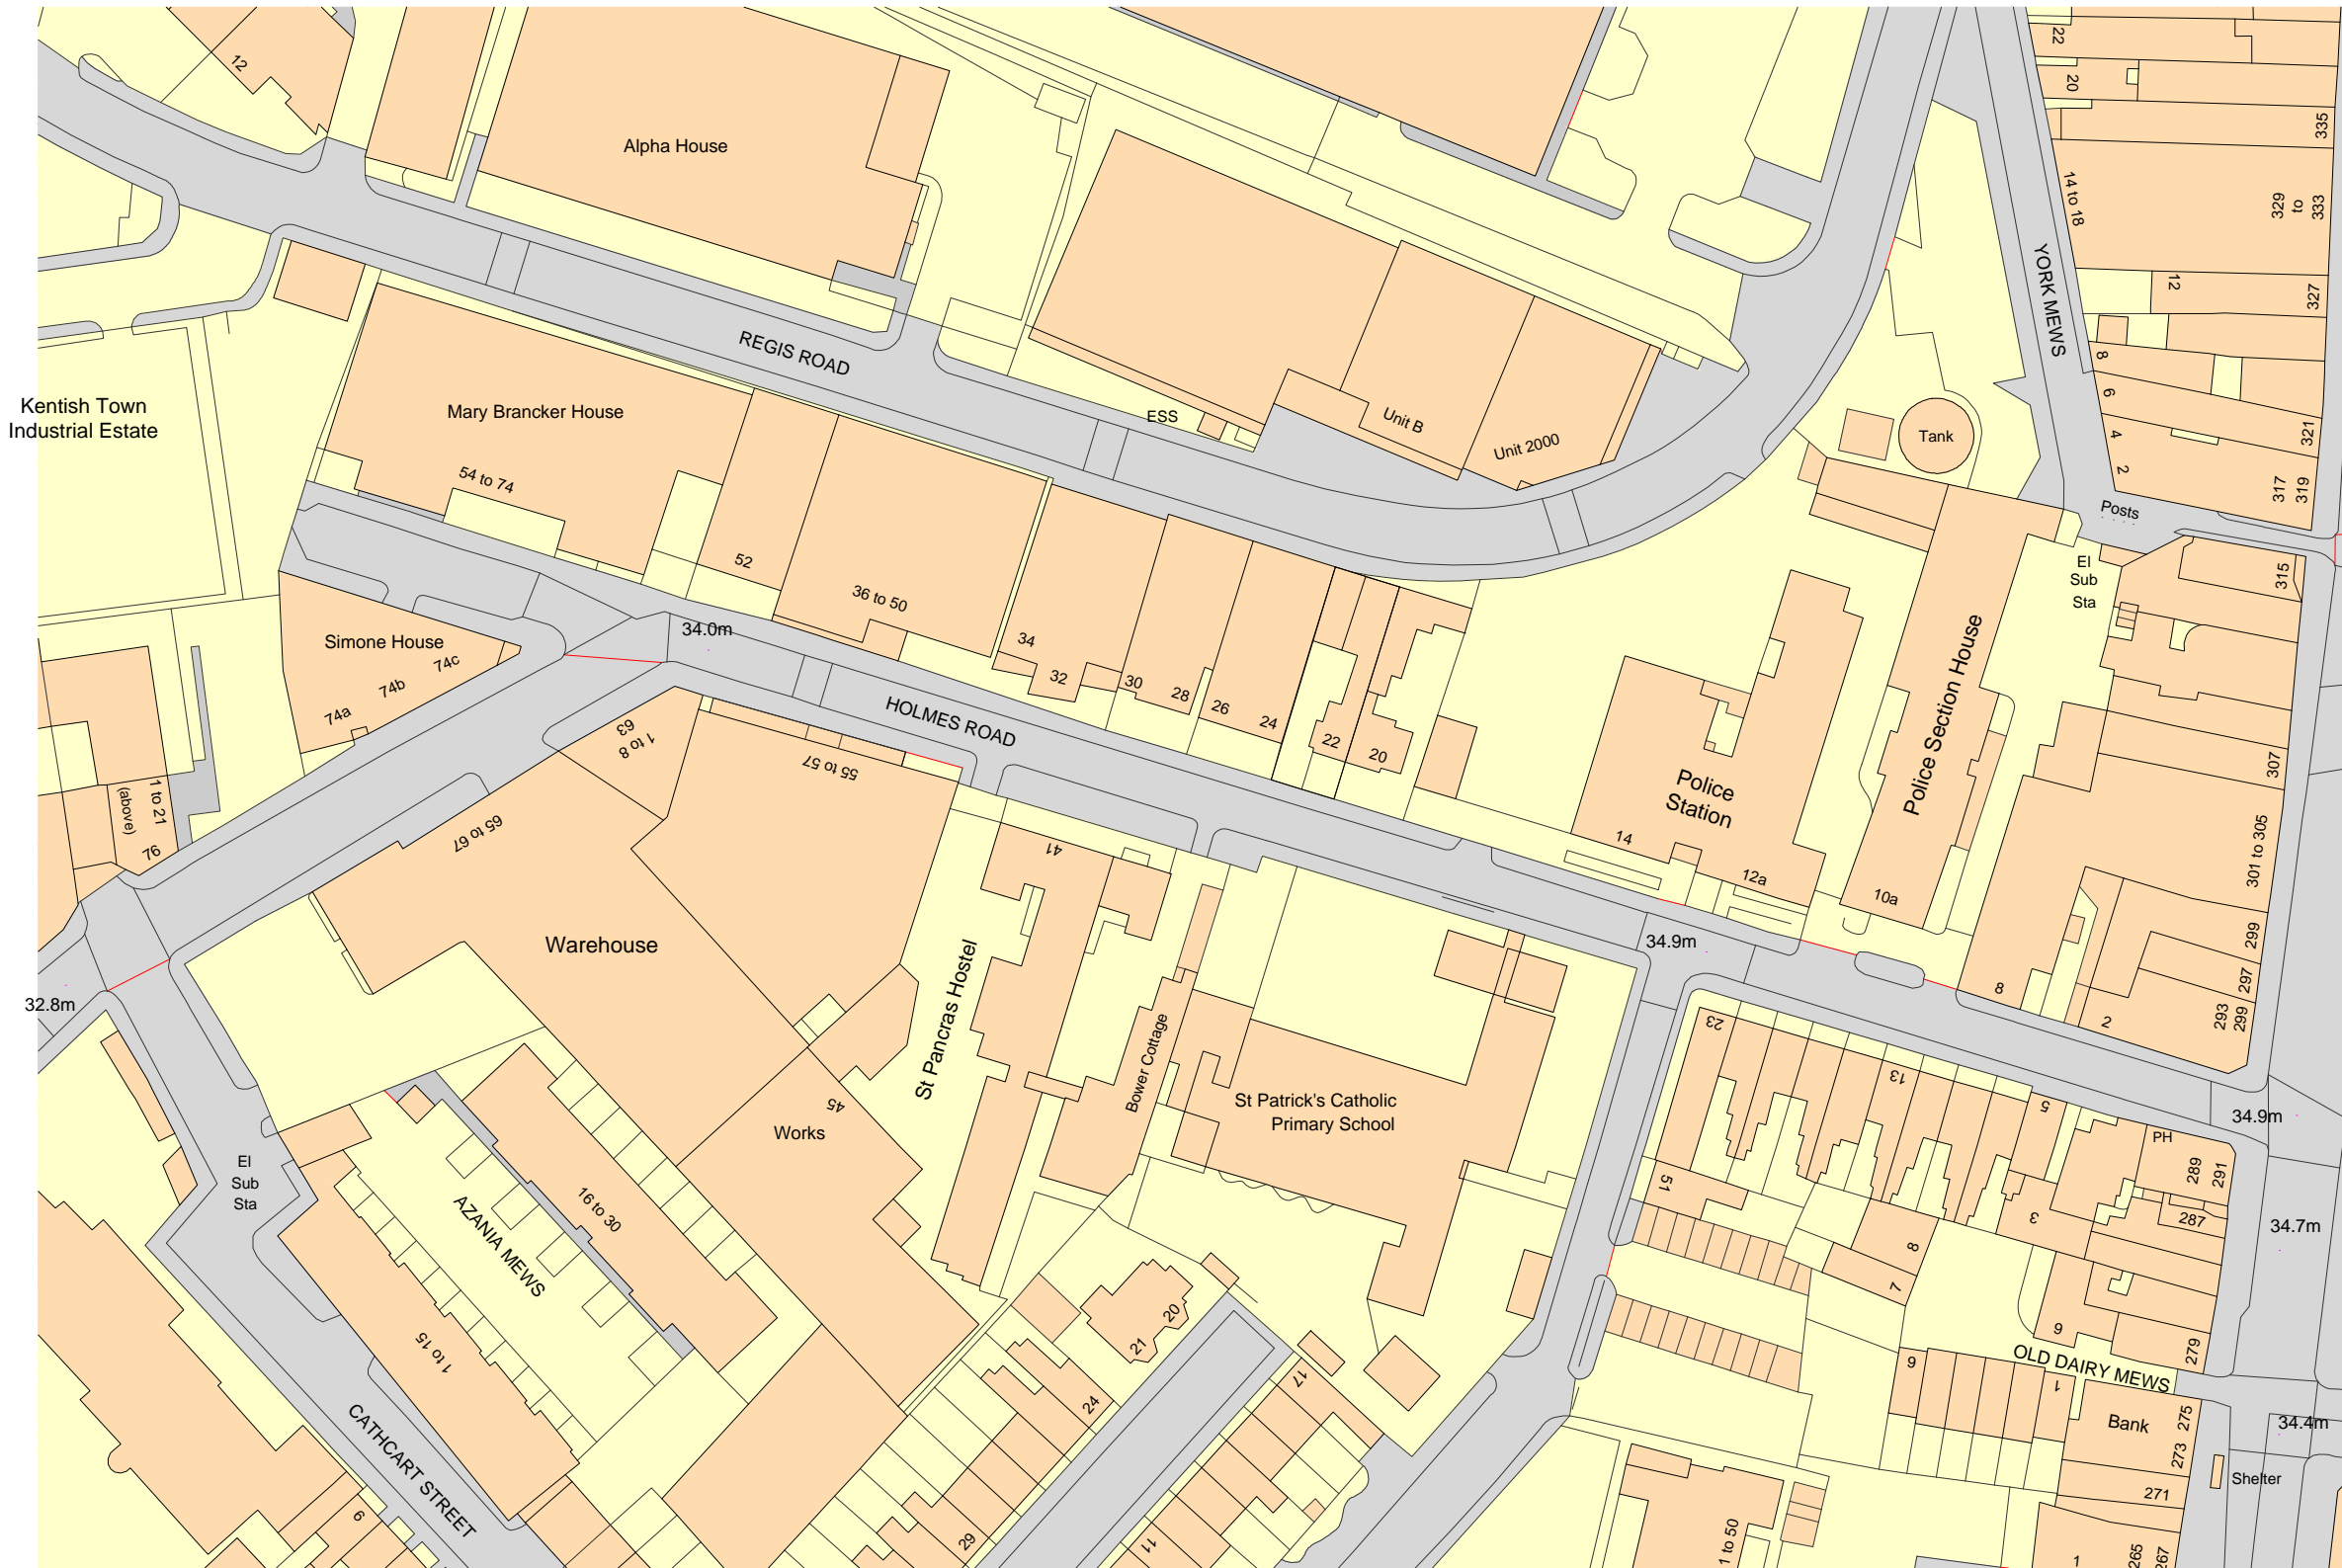 12
22
20
335
Alpha House
14 to 18
329
to
333
YORK MEWS
12
327
REGIS ROAD
8
Kentish Town
Industrial Estate
Mary Brancker House
6
ESS
Unit B
Unit 2000
Tank
4
321
2
54 to 74
317
319
Posts
52
El
Sub
Sta
315
36 to 50
34.0m
Simone House
74c
74b
74a
34
32
30
28
26
24
22
20
HOLMES ROAD
Police Section House
63
1 to 8
55 to 57
307
Police
Station
1 to 21
(above)
76
65 to 67
41
14
12a
10a
301 to 305
Warehouse
St Pancras Hostel
34.9m
299
297
8
2
293
299
32.8m
Bower Cottage
23
13
5
45
Works
St Patrick's Catholic
Primary School
34.9m
PH
289
291
El
Sub
Sta
51
16 to 30
AZANIA MEWS
3
287
34.7m
8
7
20
21
1 to 15
6
279
OLD DAIRY MEWS
17
24
9
1
CATHCART STREET
Bank
275
273
34.4m
Shelter
271
9
29
11
1 to 50
1
265
267